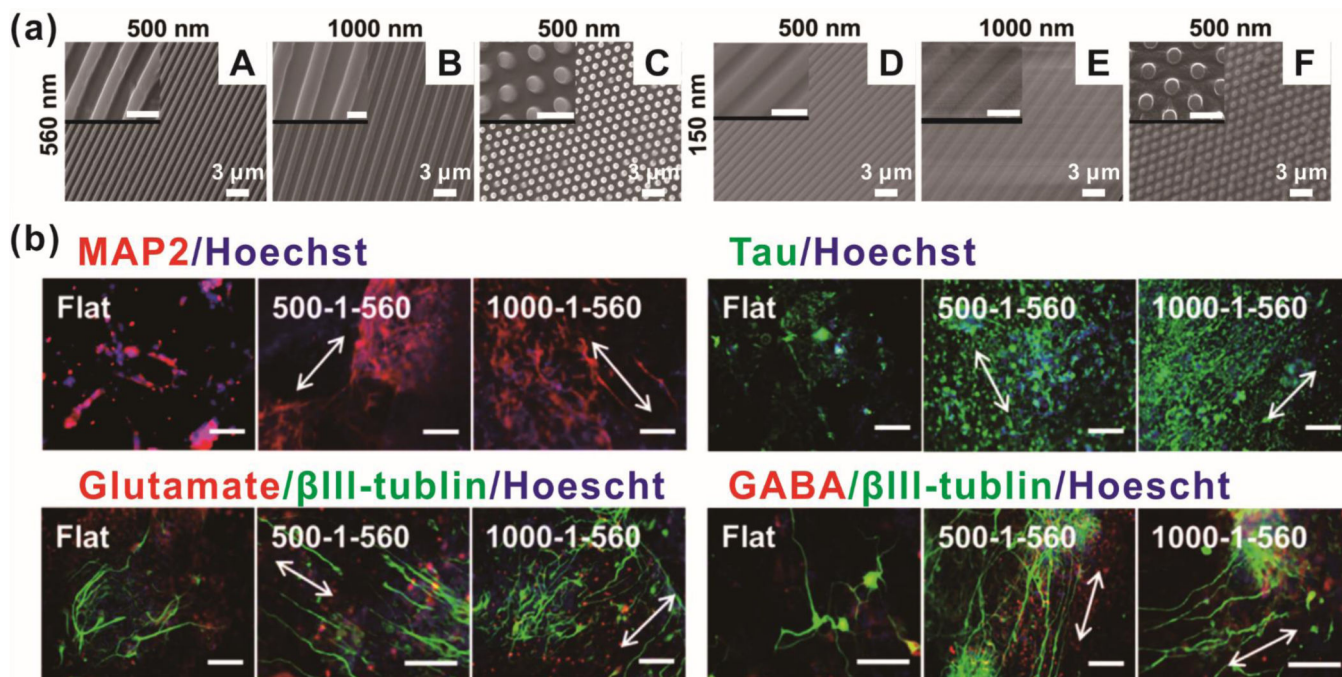 (a)
500 nm 1000 nm 500 nm 500 nm 1000 nm 500 nm
560 nm
A B C
150 nm
D E F
3 μm 3 μm 3 μm 3 μm 3 μm 3 μm
(b)
MAP2/Hoechst
Tau/Hoechst
Flat 500-1-560 1000-1-560
Flat 500-1-560 1000-1-560
Glutamate/βIII-tublin/Hoescht
GABA/βIII-tublin/Hoescht
Flat 500-1-560 1000-1-560
Flat 500-1-560 1000-1-560